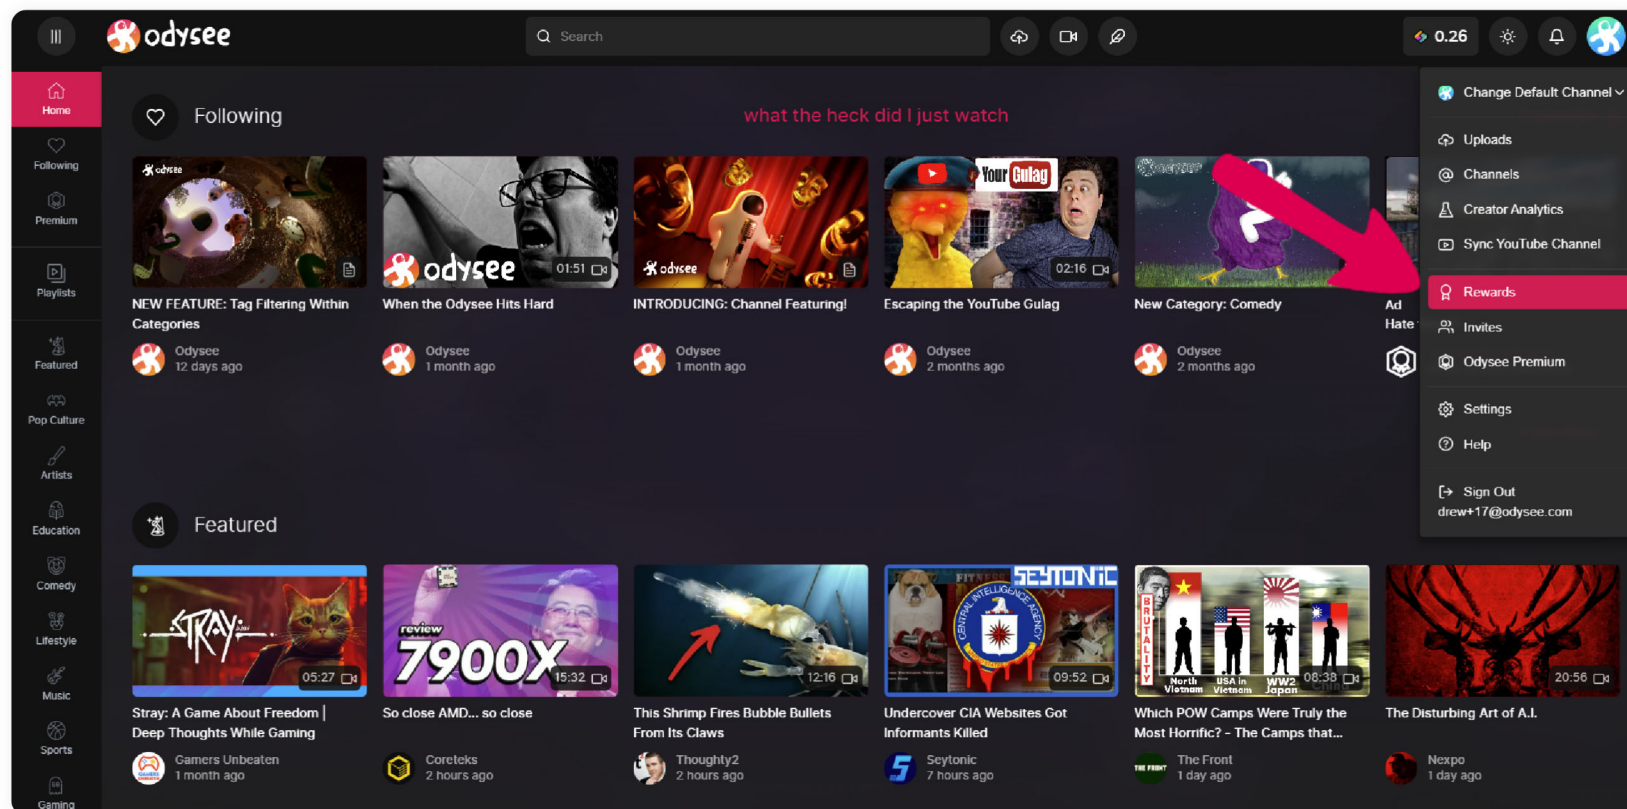 odysee
Search
0.26
Home
Following
Premium
Playlists
Featured
Pop Culture
Artists
Education
Comedy
Lifestyle
Music
Sports
Gaming
Following
what the heck did I just watch
odysee
odysee
01:51
odysee
Your Gulag
02:16
NEW FEATURE: Tag Filtering Within
Categories
Odysee
12 days ago
When the Odysee Hits Hard
Odysee
1 month ago
INTRODUCING: Channel Featuring!
Odysee
1 month ago
Escaping the YouTube Gulag
Odysee
2 months ago
New Category: Comedy
Odysee
2 months ago
Ad
Hate
Change Default Channel
Uploads
Channels
Creator Analytics
Sync YouTube Channel
Rewards
Invites
Odysee Premium
Settings
Help
Sign Out
drew+17@odysee.com
Featured
STRAY
05:27
Stray: A Game About Freedom |
Deep Thoughts While Gaming
Gamers Unbeaten
1 month ago
review
7900X
15:32
So close AMD... so close
Coreteks
2 hours ago
12:16
This Shrimp Fires Bubble Bullets
From Its Claws
Thoughty2
2 hours ago
FITNESS
SEYTONIC
CENTRAL INTELLIGENCE AGENCY
09:52
Undercover CIA Websites Got
Informants Killed
Seytonic
7 hours ago
BRUTALITY
North
Vietnam
USA in
Vietnam
WW2
Japan
China
08:38
Which POW Camps Were Truly the
Most Horrific? - The Camps that...
THE FRONT
The Front
1 day ago
20:56
The Disturbing Art of A.I.
Nexpo
1 day ago